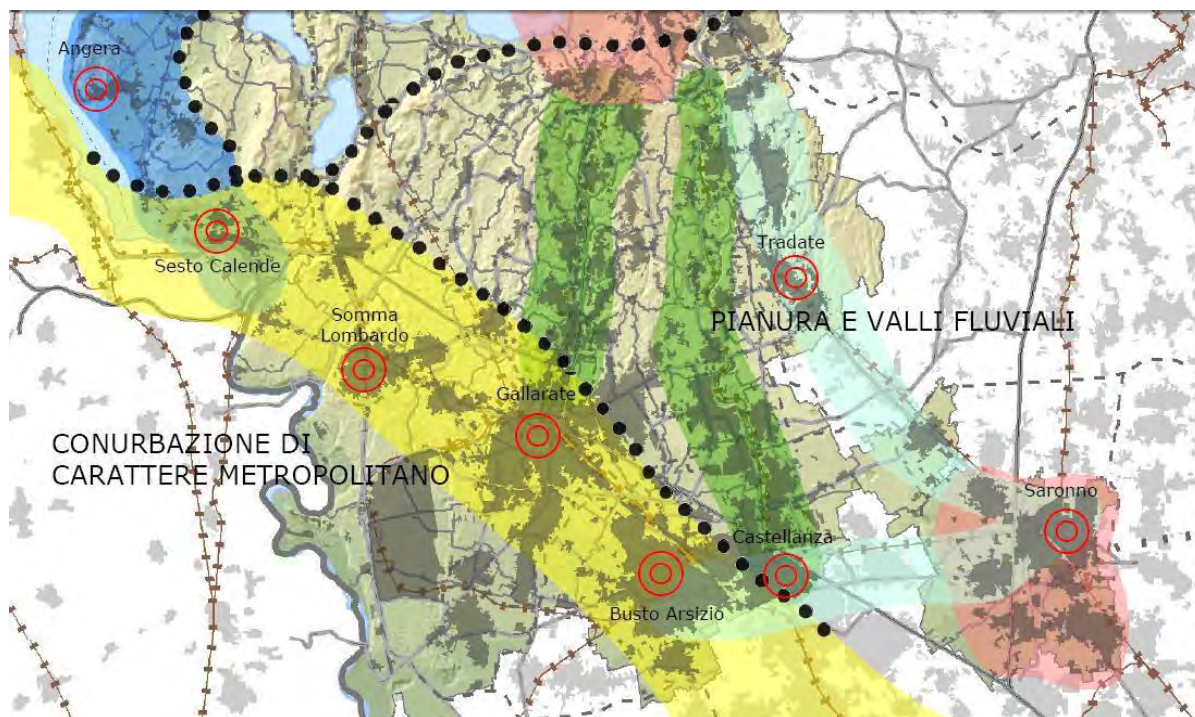 Angera
Sesto Calende
Tradate
PIANURA E VALLI FLUVIALI
Somma
Lombardo
Gallarate
CONURBAZIONE DI
CARATTERE METROPOLITANO
Saronno
Castellanza
Busto Arsizio